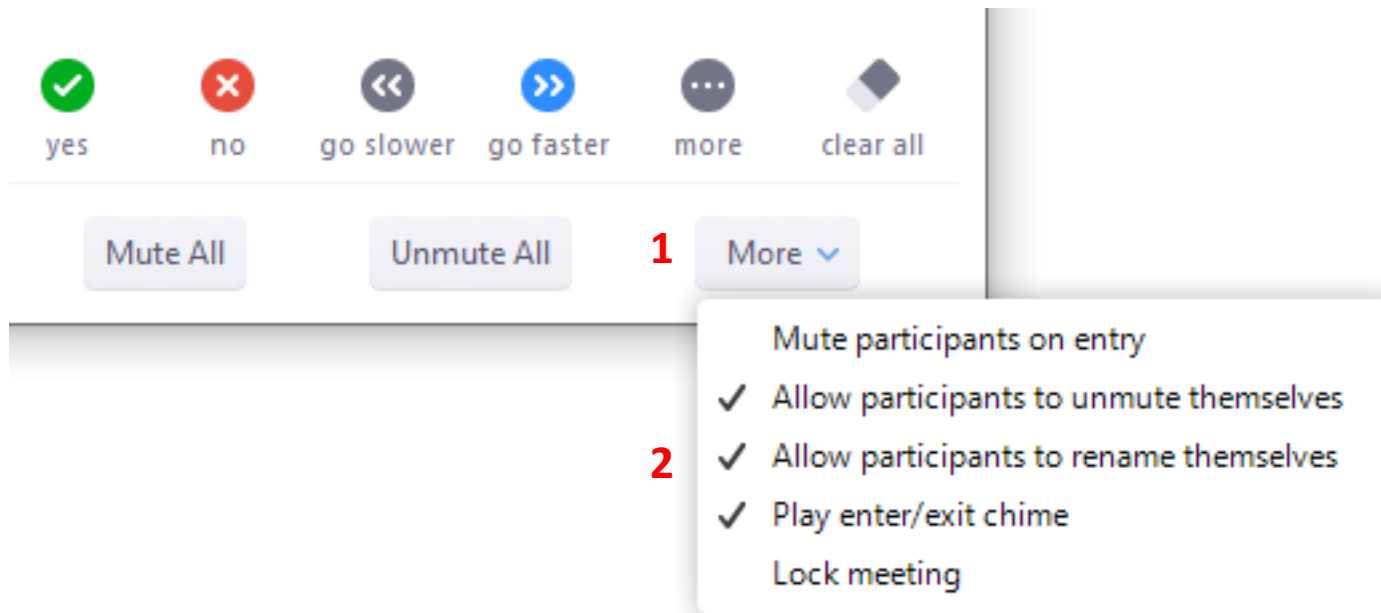 yes no go slower go faster more clear all
Mute All Unmute All 1 More
Mute participants on entry
Allow participants to unmute themselves
2 Allow participants to rename themselves
Play enter/exit chime
Lock meeting